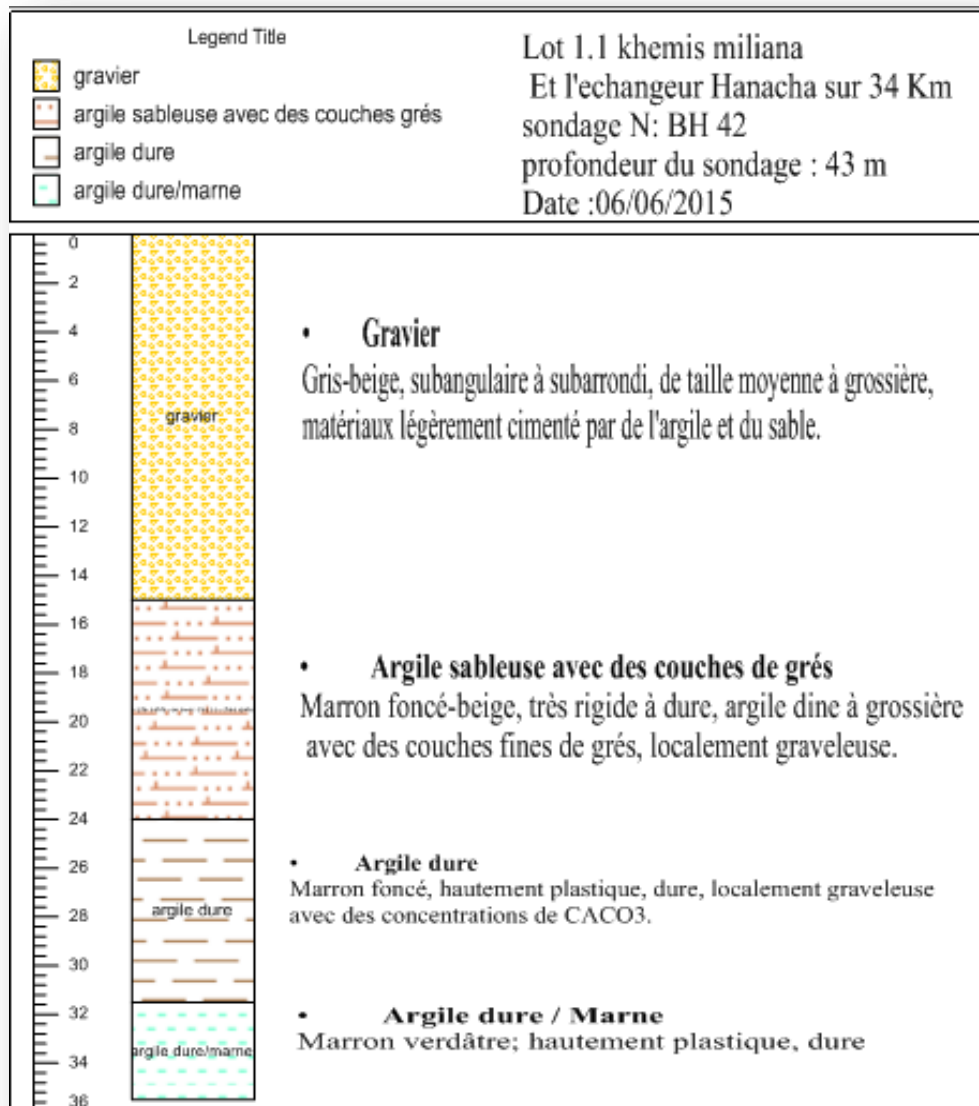 Legend Title
gravier
argile sableuse avec des couches grés
argile dure
argile dure/marne
Lot 1.1 khemis miliana
Et l'echangeur Hanacha sur 34 Km
sondage N: BH 42
profondeur du sondage : 43 m
Date :06/06/2015
0
2
4
6
8
10
12
14
16
18
20
22
24
26
28
30
32
34
36
gravier
argile dure
argile dure/marne
• Gravier
Gris-beige, subangulaire à subarrondi, de taille moyenne à grossière,
matériaux légèrement cimenté par de l'argile et du sable.
• Argile sableuse avec des couches de grés
Marron foncé-beige, très rigide à dure, argile dine à grossière
avec des couches fines de grés, localement graveleuse.
• Argile dure
Marron foncé, hautement plastique, dure, localement graveleuse
avec des concentrations de CACO3.
• Argile dure / Marne
Marron verdâtre; hautement plastique, dure